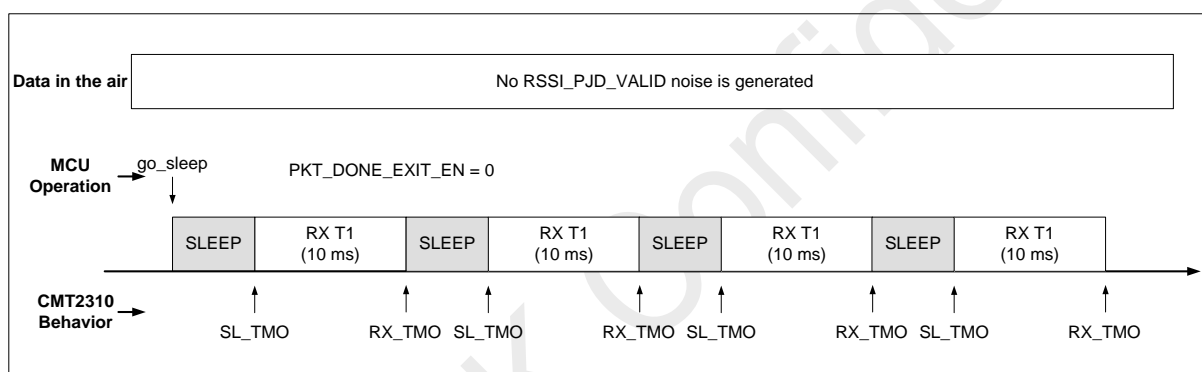 Data in the air
No RSSI_PJD_VALID noise is generated
MCU
Operation
go_sleep
PKT_DONE_EXIT_EN = 0
SLEEP
RX T1
(10 ms)
SLEEP
RX T1
(10 ms)
SLEEP
RX T1
(10 ms)
SLEEP
RX T1
(10 ms)
CMT2310
Behavior
SL_TMO
RX_TMO
SL_TMO
RX_TMO
SL_TMO
RX_TMO
SL_TMO
RX_TMO